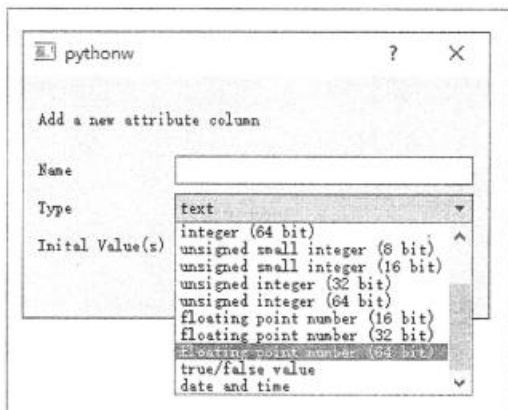 pythonw
?
×
Add a new attribute column
Name
Type
text
Inital Value(s)
integer (64 bit)
unsigned small integer (8 bit)
unsigned small integer (16 bit)
unsigned integer (32 bit)
unsigned integer (64 bit)
floating point number (16 bit)
floating point number (32 bit)
floating point number (64 bit)
true/false value
date and time